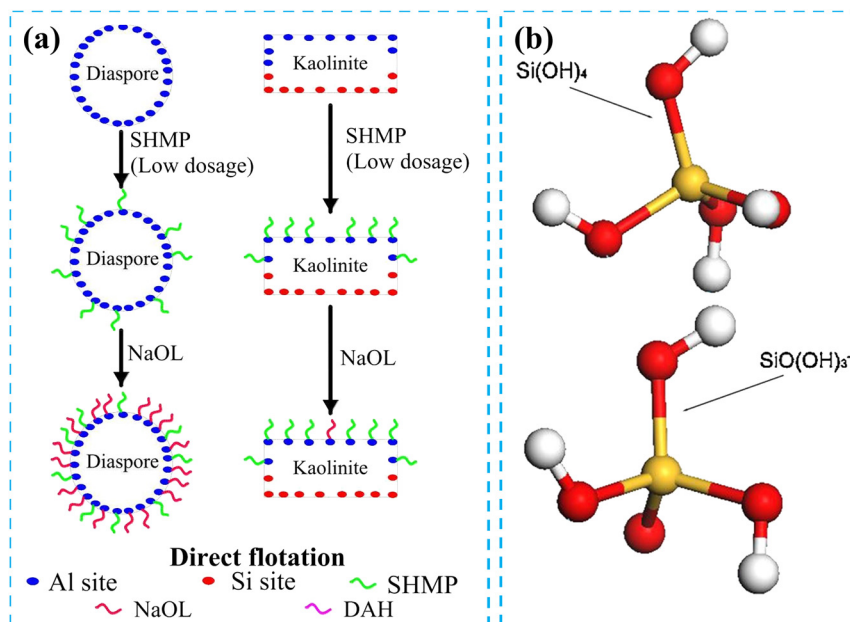 (a)
Diaspore
Kaolinite
SHMP
(Low dosage)
SHMP
(Low dosage)
Diaspore
Kaolinite
NaOL
NaOL
Diaspore
Kaolinite
Direct flotation
Al site
Si site
SHMP
NaOL
DAH
(b)
Si(OH)₄
SiO(OH)₃⁻